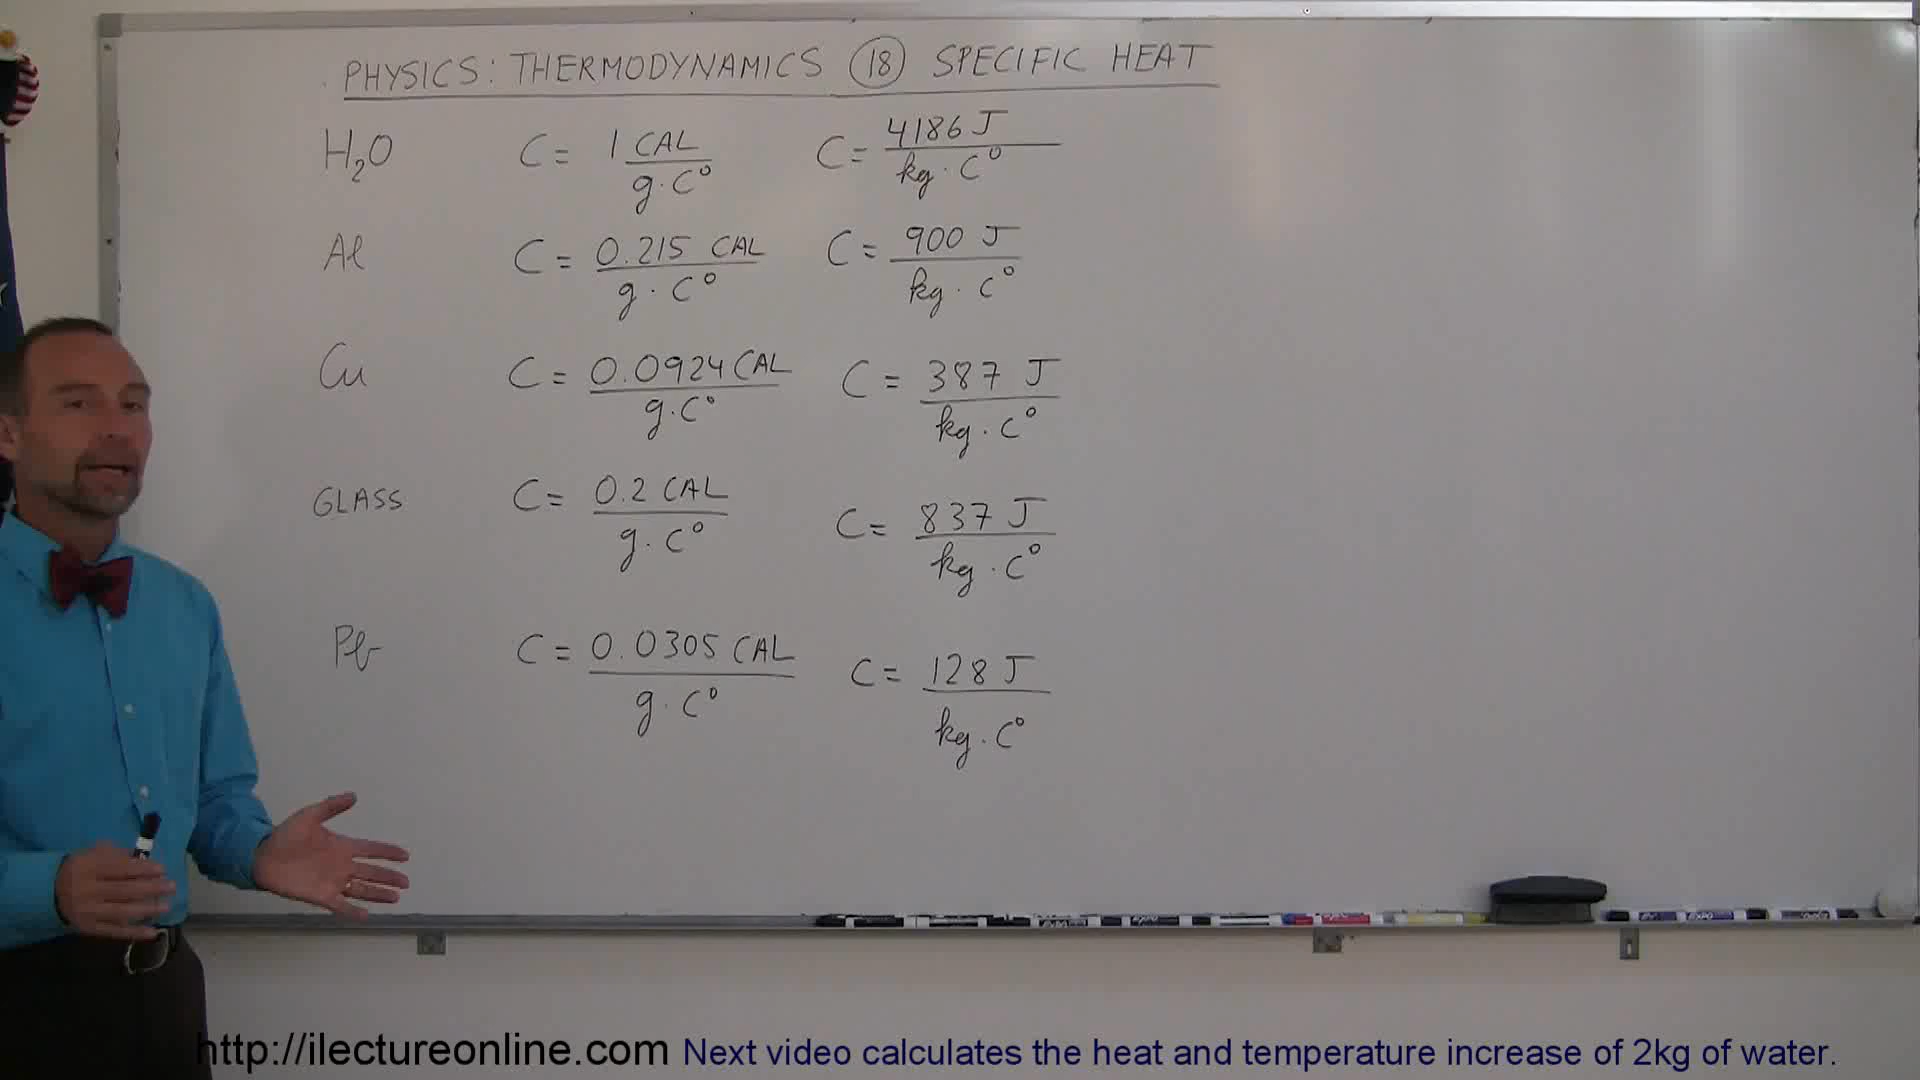 PHYSICS: THERMODYNAMICS 18 SPECIFIC HEAT
H₂O C = 1 CAL / g·C° C = 4186 J / kg·C°
Al C = 0.215 CAL / g·C° C = 900 J / kg·C°
Cu C = 0.0924 CAL / g·C° C = 387 J / kg·C°
GLASS C = 0.2 CAL / g·C° C = 837 J / kg·C°
Pb C = 0.0305 CAL / g·C° C = 128 J / kg·C°
http://ilectureonline.com Next video calculates the heat and temperature increase of 2kg of water.